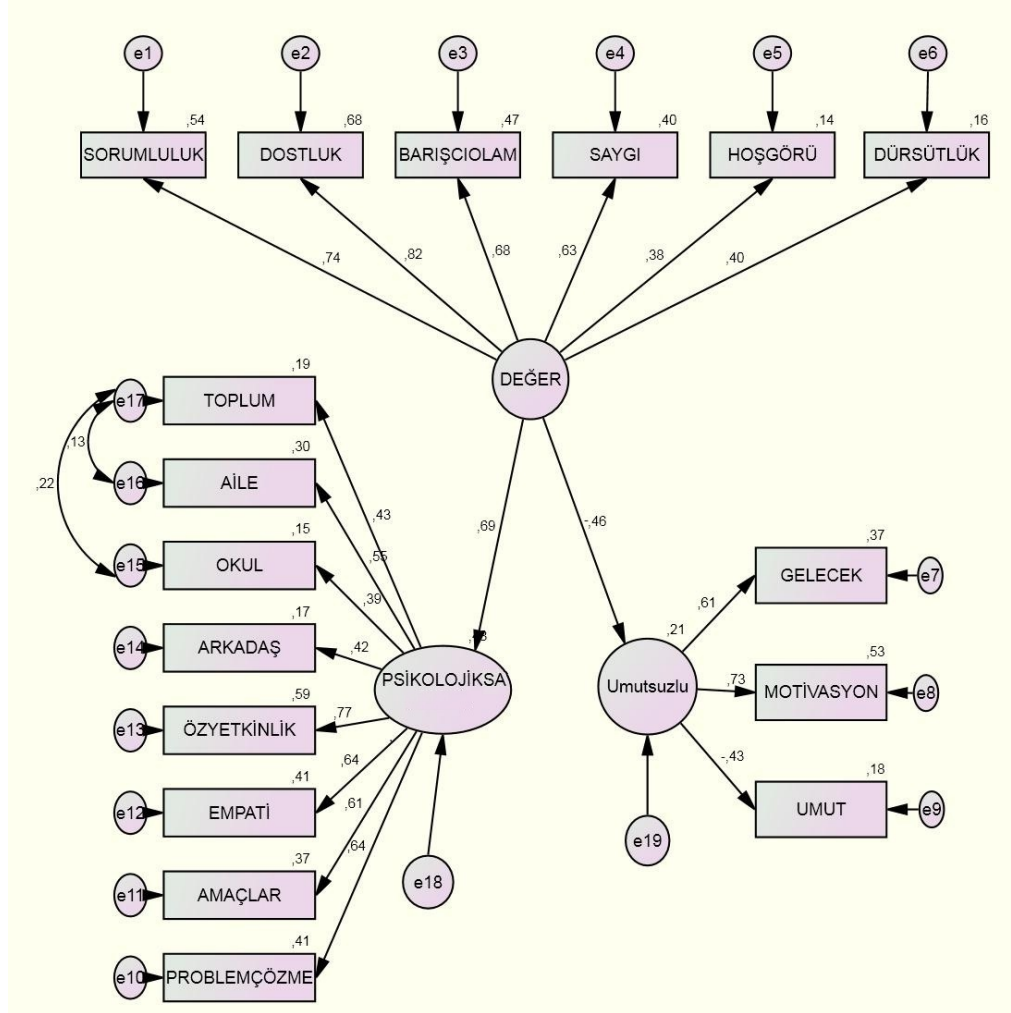 e1 e2 e3 e4 e5 e6
,54 ,68 ,47 ,40 ,14 ,16
SORUMLULUK DOSTLUK BARIŞCIOLAM SAYGI HOŞGÖRÜ DÜRSÜTLÜK
,74 ,82 ,68 ,63 ,38 ,40
DEĞER
,69 -,46
,19
e17 TOPLUM
,13
,22
,30
e16 AİLE
,43
,55
,15
e15 OKUL
,39
,17
e14 ARKADAŞ
,42
,59
e13 ÖZYETKİNLİK
,77
,41
e12 EMPATİ
,64
,37
e11 AMAÇLAR
,61
,41
e10 PROBLEMÇÖZME
,64
PSİKOLOJİKSA
e18
,21
Umutsuzlu
e19
,37
GELECEK e7
,61
,53
MOTİVASYON e8
,73
,18
UMUT e9
-,43